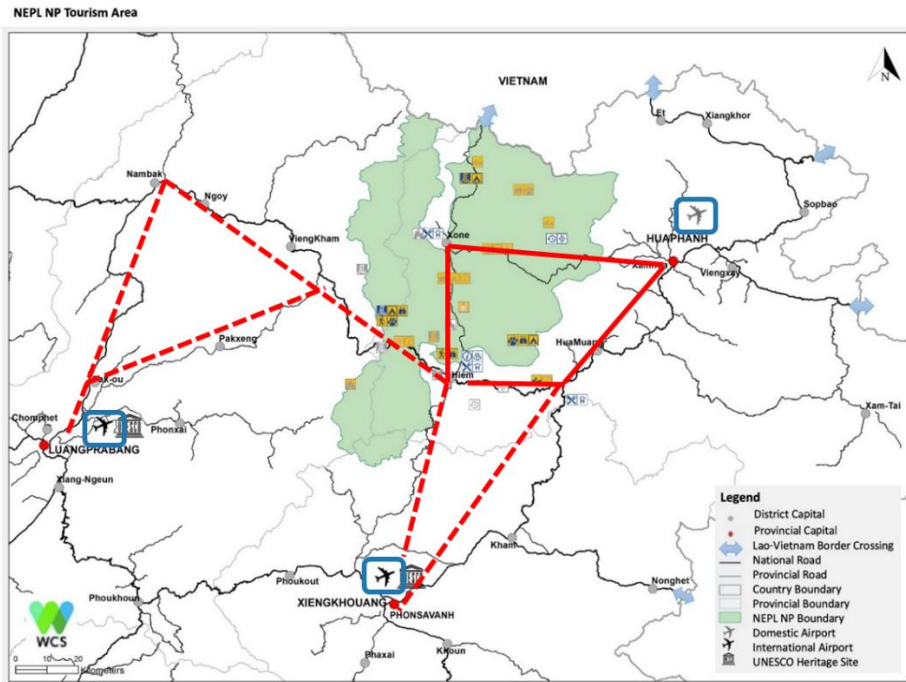 NEPL NP Tourism Area
VIETNAM
N
Et
Xiangkhor
Nambak
Ngoy
Sopbao
ViengKham
Xone
HUAPHANH
Viengxay
Pakxeng
HuaMuang
Hiem
Xam-Tai
Chomphet
Phonxai
LUANGPRABANG
Xiang-Ngeun
Kham
Phoukout
Nonghet
XIENGKHOUANG
PHONSAVANH
Phoukhoun
Khoun
Phaxai
Legend
District Capital
Provincial Capital
Lao-Vietnam Border Crossing
National Road
Provincial Road
Country Boundary
Provincial Boundary
NEPL NP Boundary
Domestic Airport
International Airport
UNESCO Heritage Site
WCS
0 10 20
Kilometers